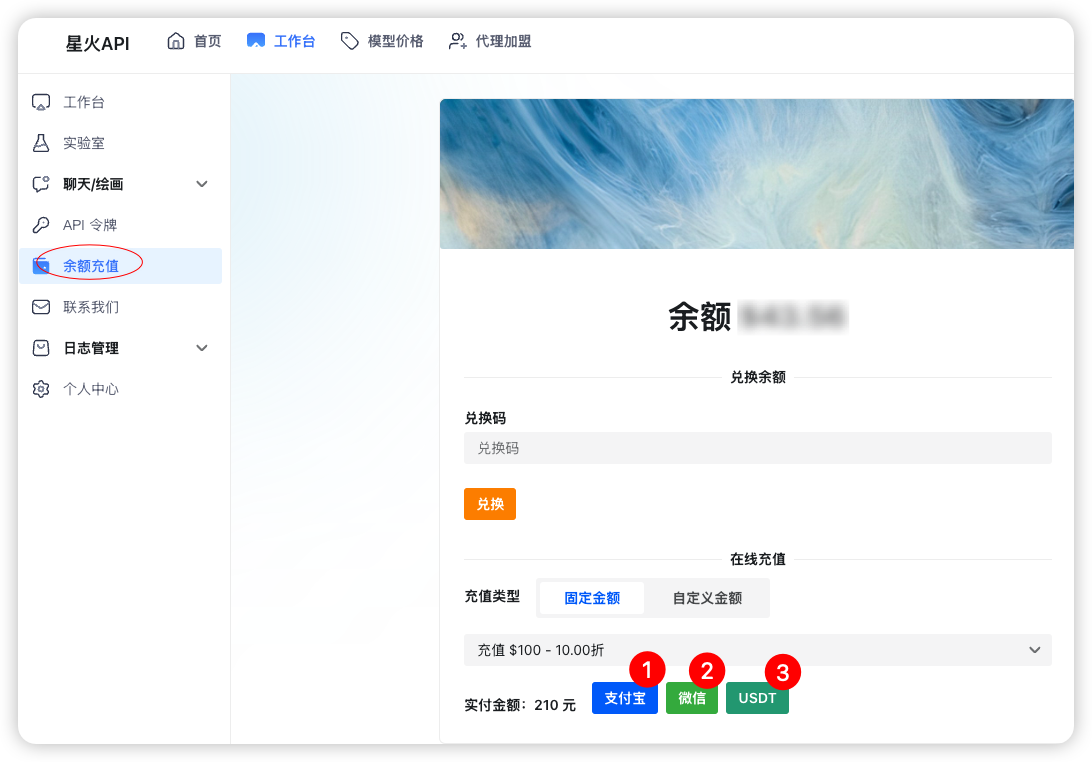 星火API 首页 工作台 模型价格 代理加盟
工作台
实验室
聊天/绘画
API 令牌
余额充值
联系我们
日志管理
个人中心
余额
兑换余额
兑换码
兑换码
兑换
在线充值
充值类型 固定金额 自定义金额
充值 $100 - 10.00折
1 2 3
实付金额：210 元 支付宝 微信 USDT